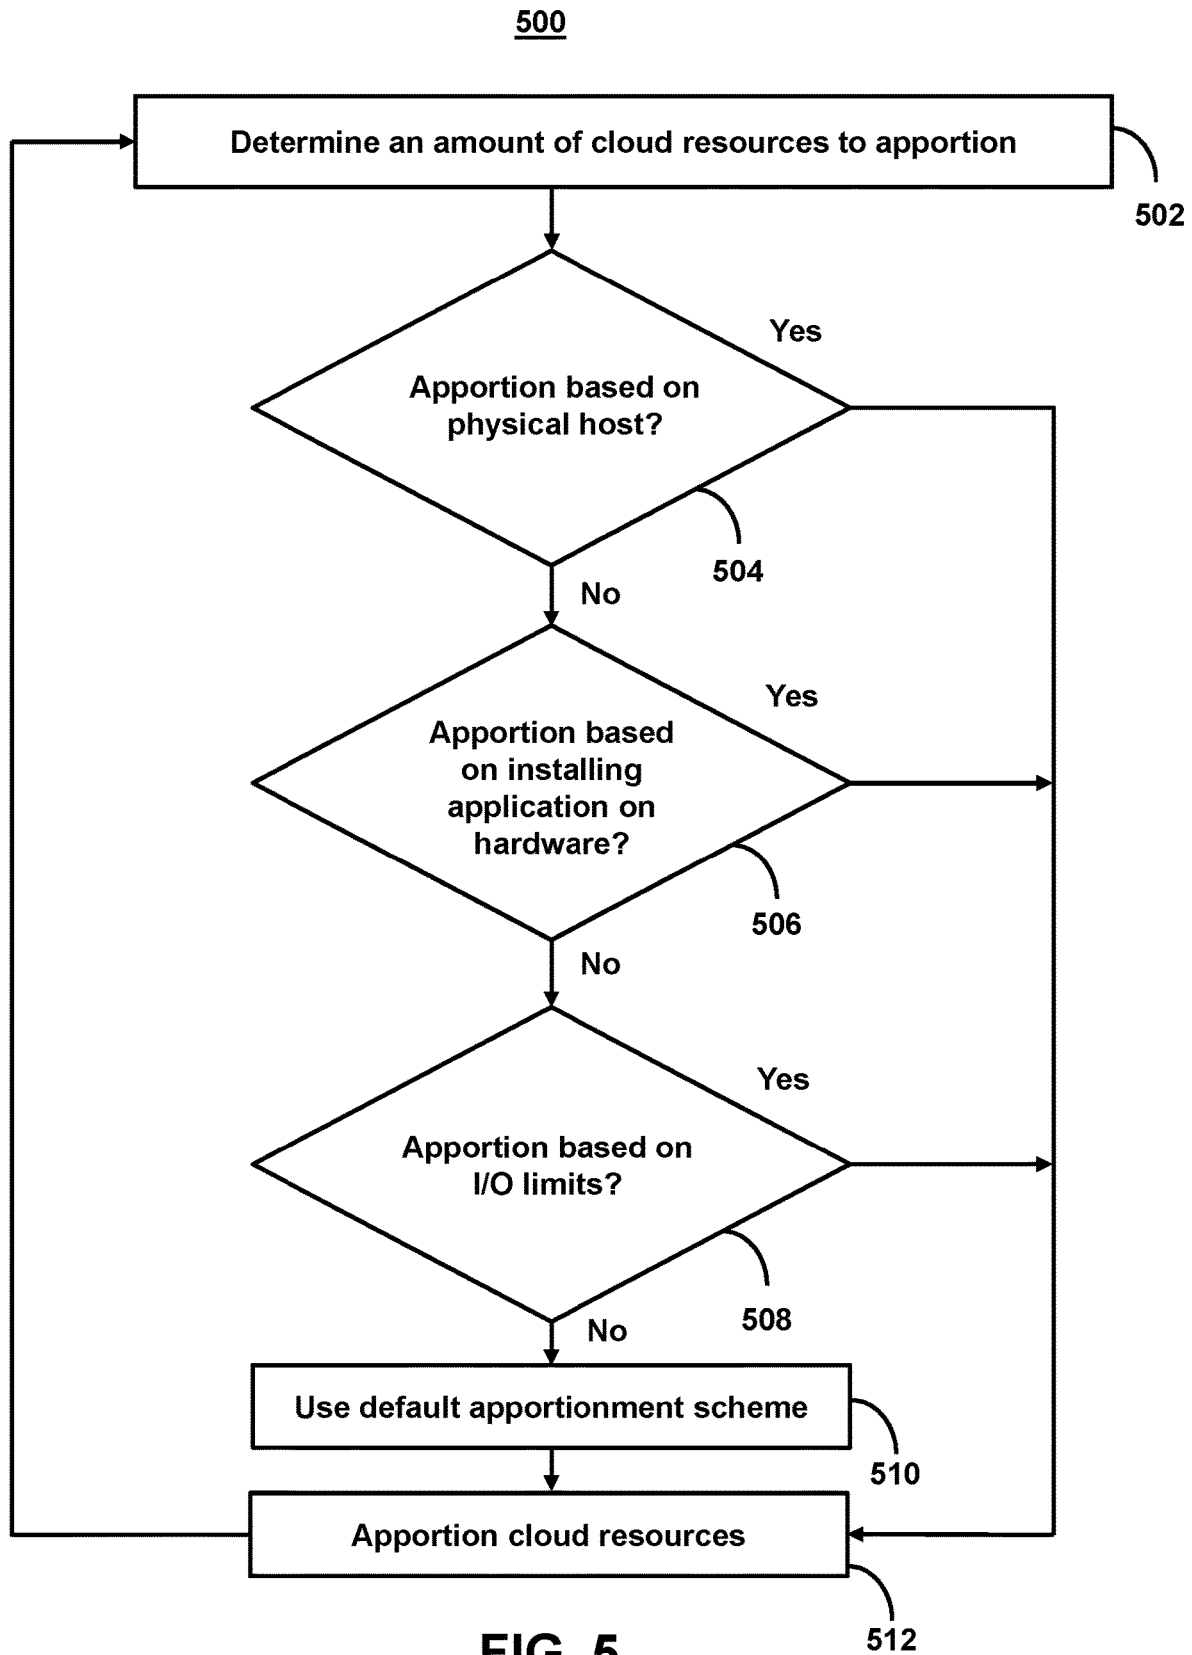 500
Determine an amount of cloud resources to apportion
502
Yes
Apportion based on
physical host?
504
No
Yes
Apportion based
on installing
application on
hardware?
506
No
Yes
Apportion based on
I/O limits?
508
No
Use default apportionment scheme
510
Apportion cloud resources
512
FIG. 5